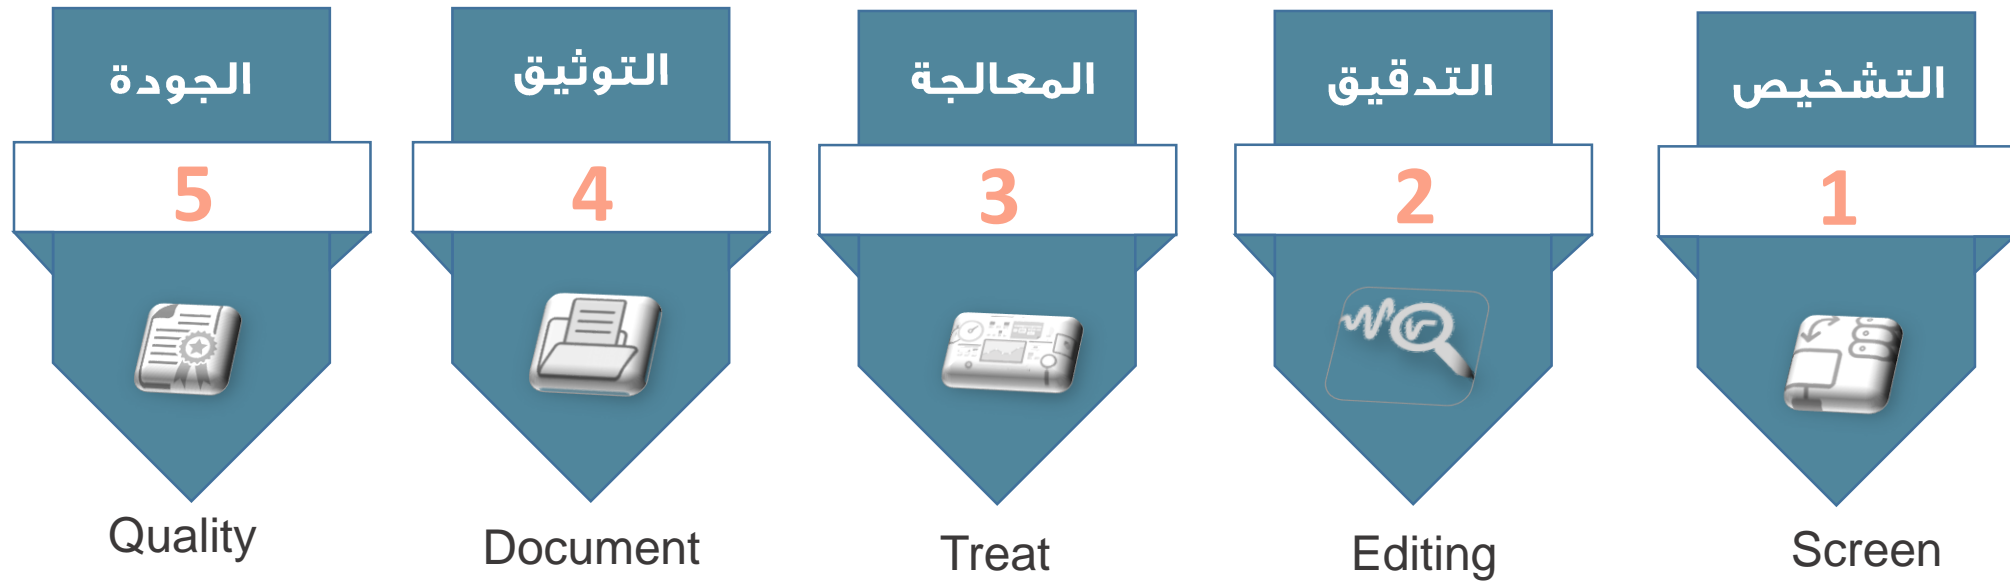 التشخيص
1
Screen
التدقيق
2
Editing
المعالجة
3
Treat
التوثيق
4
Document
الجودة
5
Quality